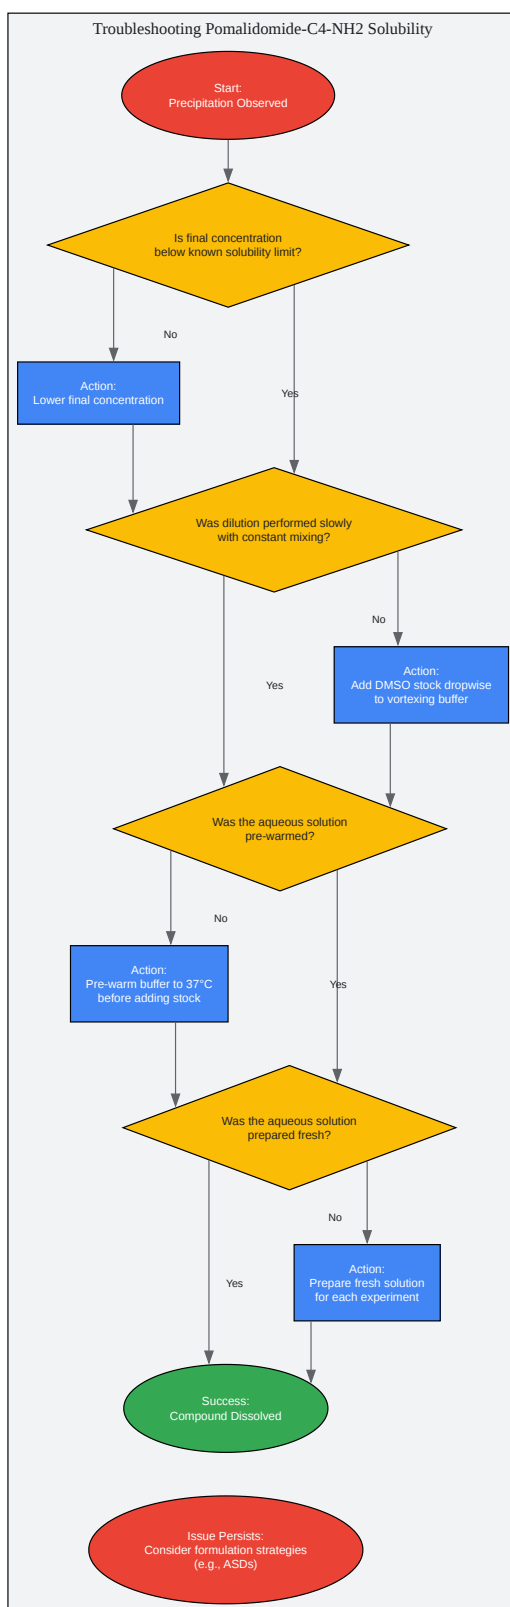 Troubleshooting Pomalidomide-C4-NH2 Solubility
Start:
Precipitation Observed
Is final concentration
below known solubility limit?
No
Yes
Action:
Lower final concentration
Was dilution performed slowly
with constant mixing?
No
Yes
Action:
Add DMSO stock dropwise
to vortexing buffer
Was the aqueous solution
pre-warmed?
No
Yes
Action:
Pre-warm buffer to 37°C
before adding stock
Was the aqueous solution
prepared fresh?
No
Yes
Action:
Prepare fresh solution
for each experiment
Success:
Compound Dissolved
Issue Persists:
Consider formulation strategies
(e.g., ASDs)